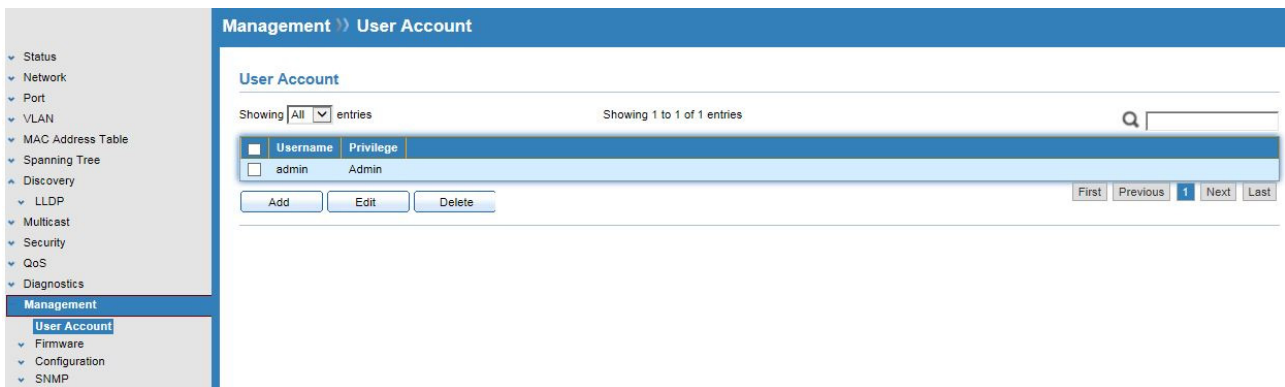 Management » User Account
Status
Network
Port
VLAN
MAC Address Table
Spanning Tree
Discovery
LLDP
Multicast
Security
QoS
Diagnostics
Management
User Account
Firmware
Configuration
SNMP
User Account
Showing All entries
Showing 1 to 1 of 1 entries
Username Privilege
admin Admin
Add Edit Delete
First Previous 1 Next Last